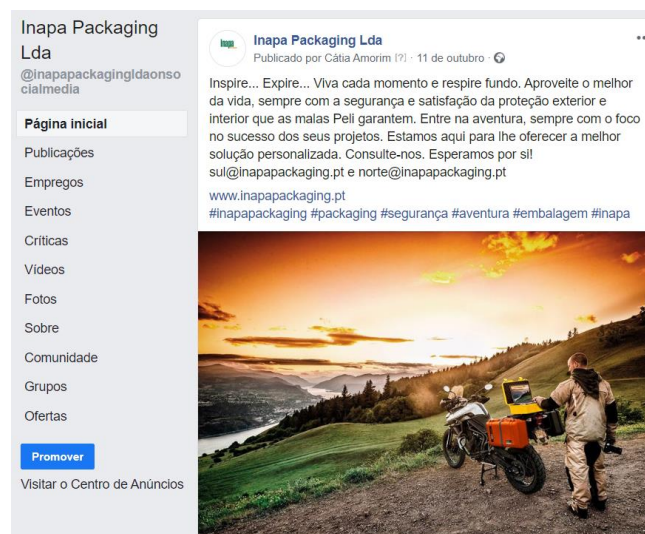 Inapa Packaging
Lda
@inapapackagingldaonso
cialmedia
Página inicial
Publicações
Empregos
Eventos
Críticas
Vídeos
Fotos
Sobre
Comunidade
Grupos
Ofertas
Promover
Visitar o Centro de Anúncios
inapa
Inapa Packaging Lda
Publicado por Cátia Amorim [?] · 11 de outubro ·
Inspire... Expire... Viva cada momento e respire fundo. Aproveite o melhor
da vida, sempre com a segurança e satisfação da proteção exterior e
interior que as malas Peli garantem. Entre na aventura, sempre com o foco
no sucesso dos seus projetos. Estamos aqui para lhe oferecer a melhor
solução personalizada. Consulte-nos. Esperamos por si!
sul@inapapackaging.pt e norte@inapapackaging.pt
www.inapapackaging.pt
#inapapackaging #packaging #segurança #aventura #embalagem #inapa